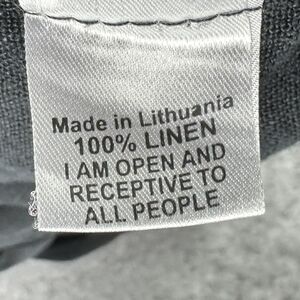 Made in Lithuania
100% LINEN
I AM OPEN AND
RECEPTIVE TO
ALL PEOPLE